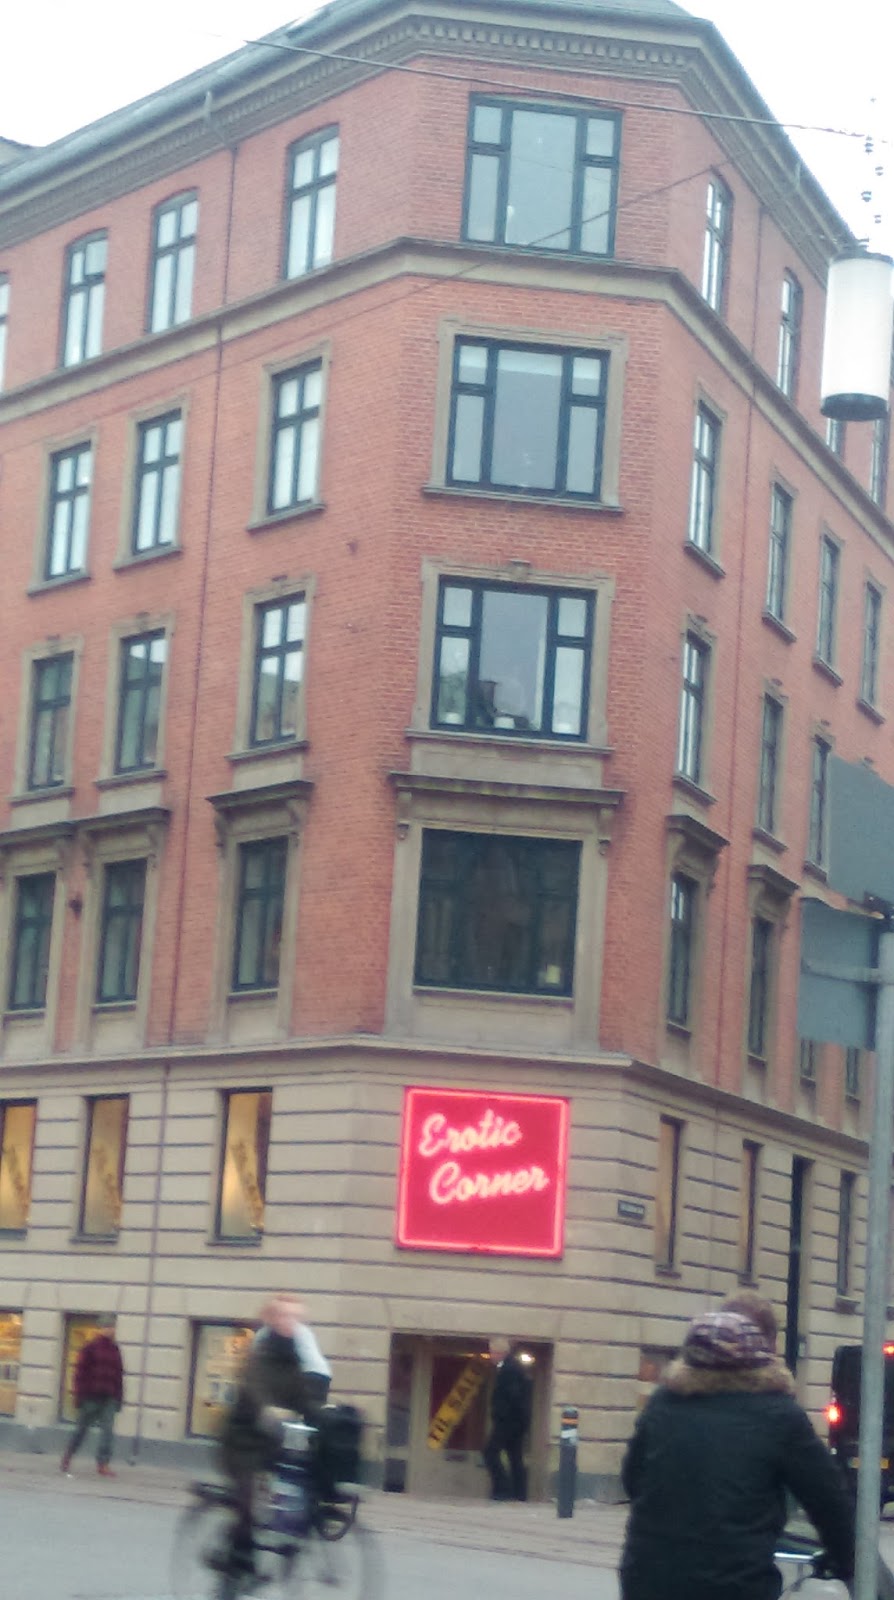 Erotic
Corner
TIL SALG